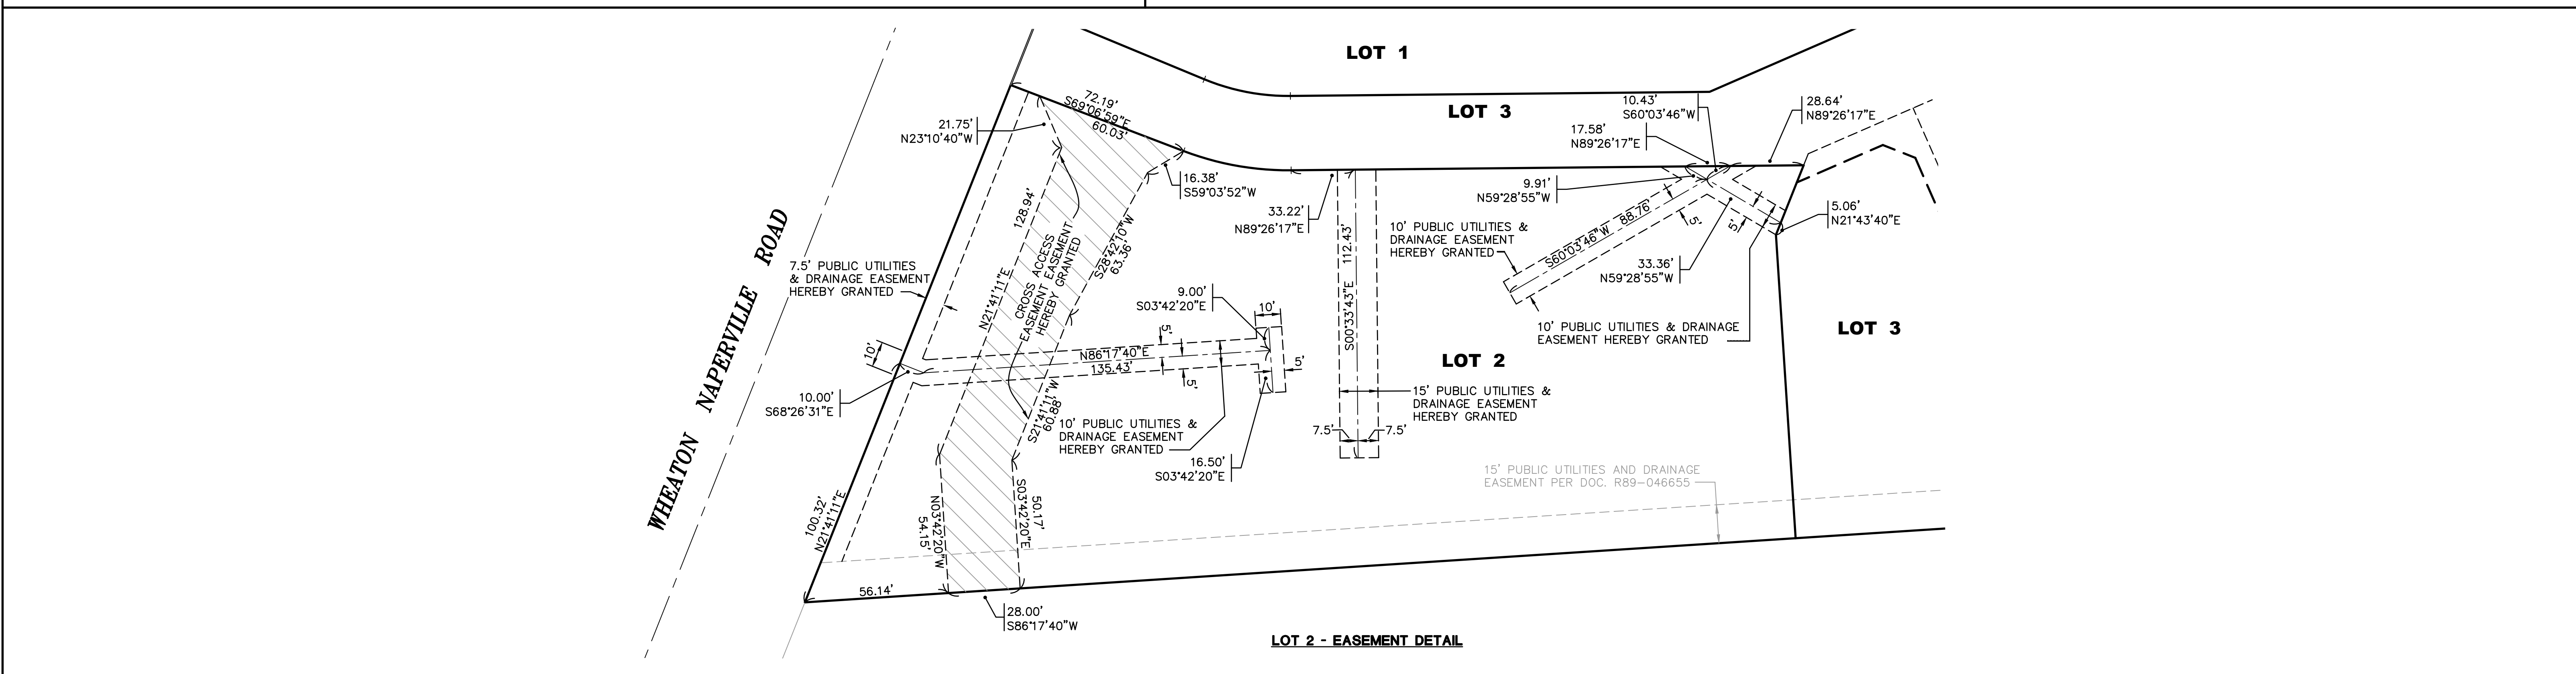 LOT 1
72.19'
S69°06'59"E
60.03'
LOT 3
10.43'
S60°03'46"W
28.64'
N89°26'17"E
21.75'
N23°10'40"W
17.58'
N89°26'17"E
16.38'
S59°03'52"W
9.91'
N59°28'55"W
88.76'
S60°03'46"W
5'
5'
5.06'
N21°43'40"E
33.22'
N89°26'17"E
10' PUBLIC UTILITIES &
DRAINAGE EASEMENT
HEREBY GRANTED
128.94'
N21°41'11"E
CROSS ACCESS
EASEMENT EASEMENT
HEREBY GRANTED
S28°42'10"W
63.36'
WHEATON NAPERVILLE ROAD
7.5' PUBLIC UTILITIES
& DRAINAGE EASEMENT
HEREBY GRANTED
33.36'
N59°28'55"W
112.43'
S00°33'43"E
9.00'
S03°42'20"E
10'
10' PUBLIC UTILITIES & DRAINAGE
EASEMENT HEREBY GRANTED
LOT 3
10'
5'
N86°17'40"E
135.43'
5'
5'
LOT 2
10.00'
S68°26'31"E
S21°41'11"W
60.88'
15' PUBLIC UTILITIES &
DRAINAGE EASEMENT
HEREBY GRANTED
10' PUBLIC UTILITIES &
DRAINAGE EASEMENT
HEREBY GRANTED
7.5'
7.5'
16.50'
S03°42'20"E
15' PUBLIC UTILITIES AND DRAINAGE
EASEMENT PER DOC. R89-046655
100.32'
N21°41'11"E
N03°42'20"W
54.15'
50.17'
S03°42'20"E
56.14'
28.00'
S86°17'40"W
LOT 2 - EASEMENT DETAIL